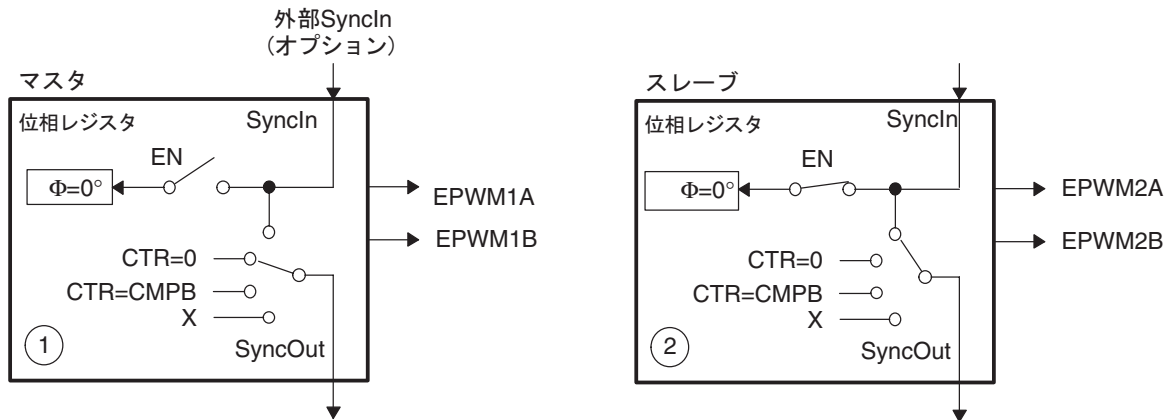 外部SyncIn
(オプション)
マスタ
位相レジスタ
SyncIn
EN
Φ=0°
EPWM1A
EPWM1B
CTR=0
CTR=CMPB
X
1
SyncOut
スレーブ
位相レジスタ
SyncIn
EN
Φ=0°
EPWM2A
EPWM2B
CTR=0
CTR=CMPB
X
2
SyncOut